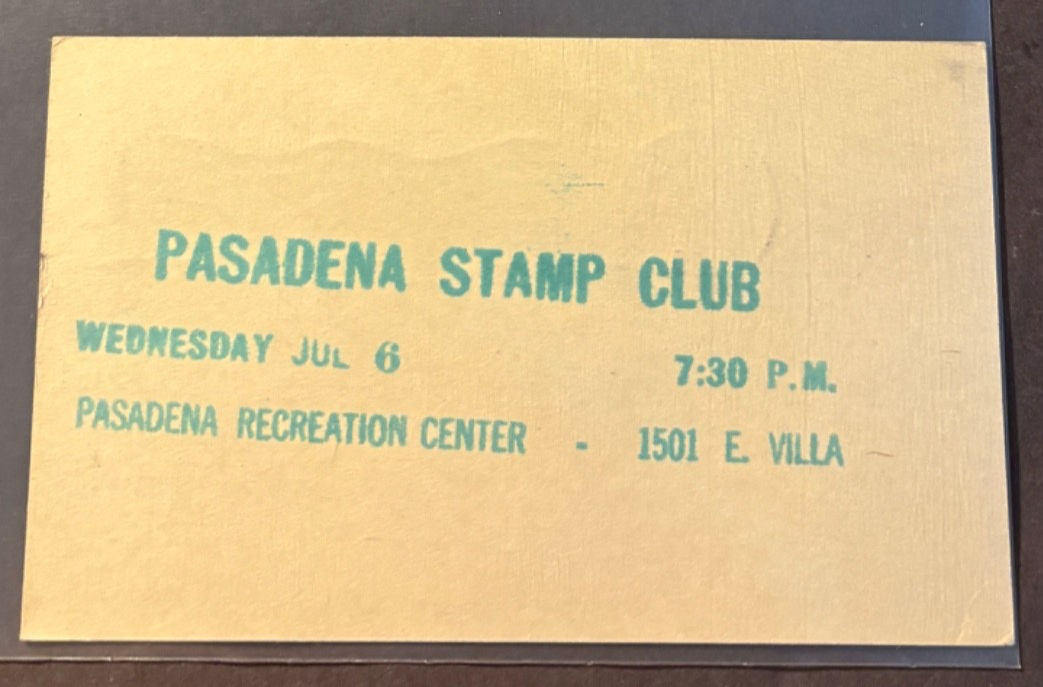 PASADENA STAMP CLUB
WEDNESDAY JUL 6 7:30 P.M.
PASADENA RECREATION CENTER - 1501 E. VILLA